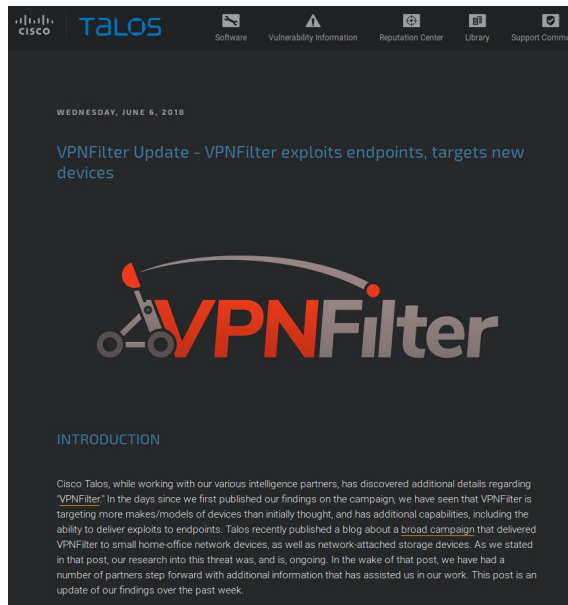 CISCO TALOS
Software Vulnerability Information Reputation Center Library Support Commu
WEDNESDAY, JUNE 6, 2018
VPNFilter Update - VPNFilter exploits endpoints, targets new
devices
VPNFilter
INTRODUCTION
Cisco Talos, while working with our various intelligence partners, has discovered additional details regarding
"VPNFilter." In the days since we first published our findings on the campaign, we have seen that VPNFilter is
targeting more makes/models of devices than initially thought, and has additional capabilities, including the
ability to deliver exploits to endpoints. Talos recently published a blog about a broad campaign that delivered
VPNFilter to small home-office network devices, as well as network-attached storage devices. As we stated
in that post, our research into this threat was, and is, ongoing. In the wake of that post, we have had a
number of partners step forward with additional information that has assisted us in our work. This post is an
update of our findings over the past week.